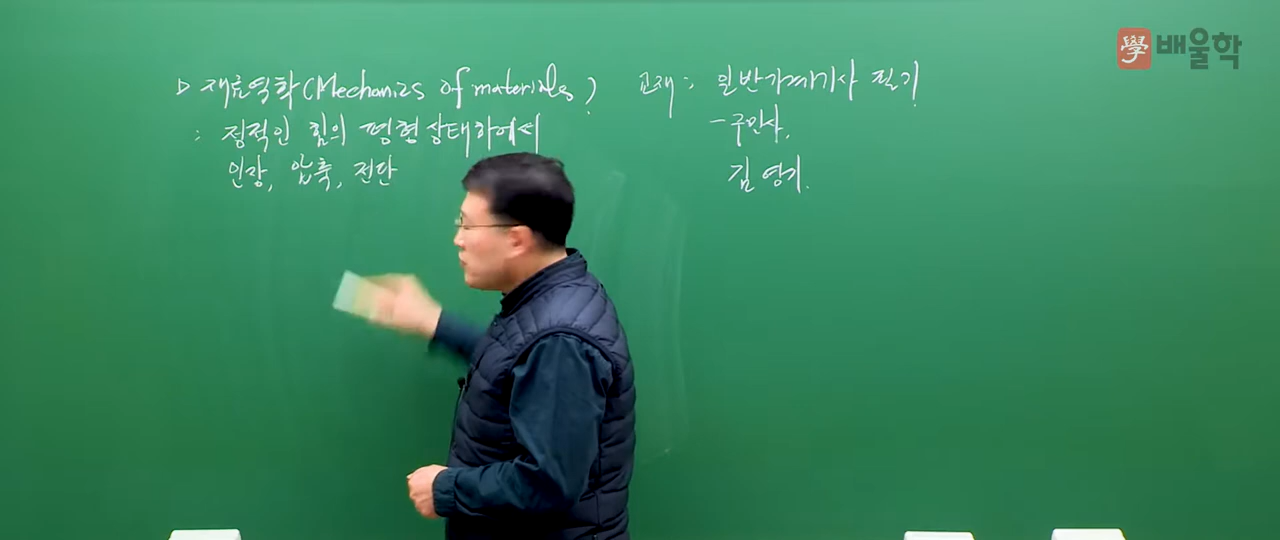 ▷ 재료역학(Mechanics of materials)
: 정적인 힘의 평형상태하에서
인장, 압축, 전단
교재: 일반기계기사 필기
- 구민사.
김영기.
學 배울학